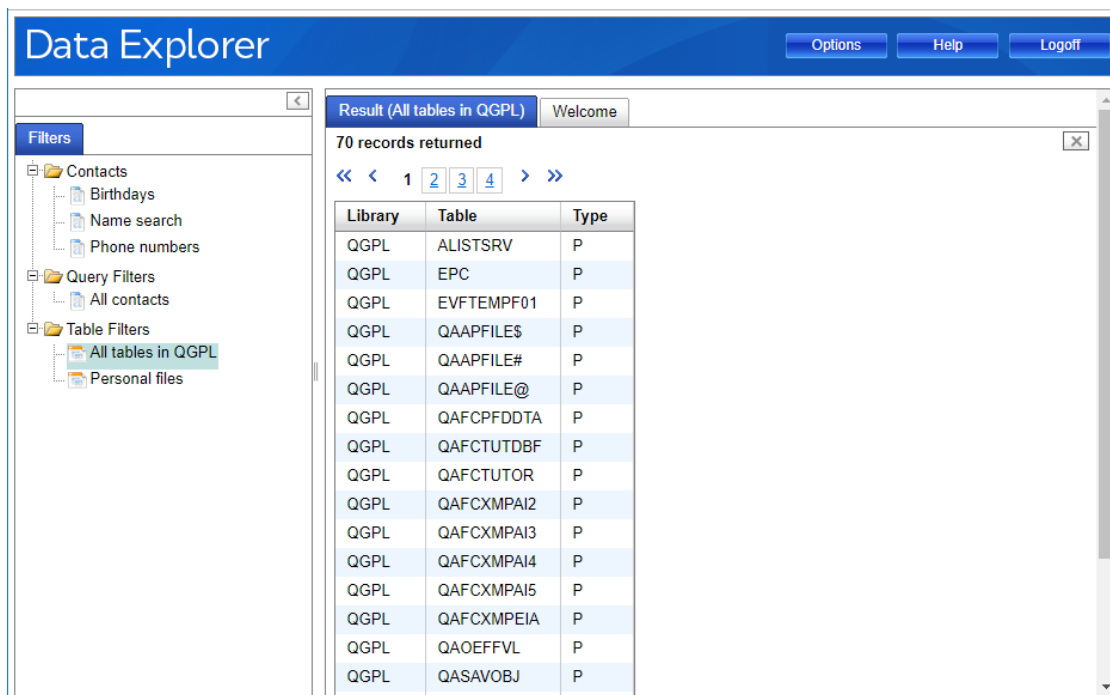 Data Explorer
Options Help Logoff
Filters
Contacts
Birthdays
Name search
Phone numbers
Query Filters
All contacts
Table Filters
All tables in QGPL
Personal files
Result (All tables in QGPL) Welcome
70 records returned
1 2 3 4
Library Table Type
QGPL ALISTSRV P
QGPL EPC P
QGPL EVFTEMPF01 P
QGPL QAAPFILE$ P
QGPL QAAPFILE# P
QGPL QAAPFILE@ P
QGPL QAFCPFDDTA P
QGPL QAFCTUTDBF P
QGPL QAFCTUTOR P
QGPL QAFCXMPAI2 P
QGPL QAFCXMPAI3 P
QGPL QAFCXMPAI4 P
QGPL QAFCXMPAI5 P
QGPL QAFCXMPEIA P
QGPL QAOEFFVL P
QGPL QASAVOBJ P